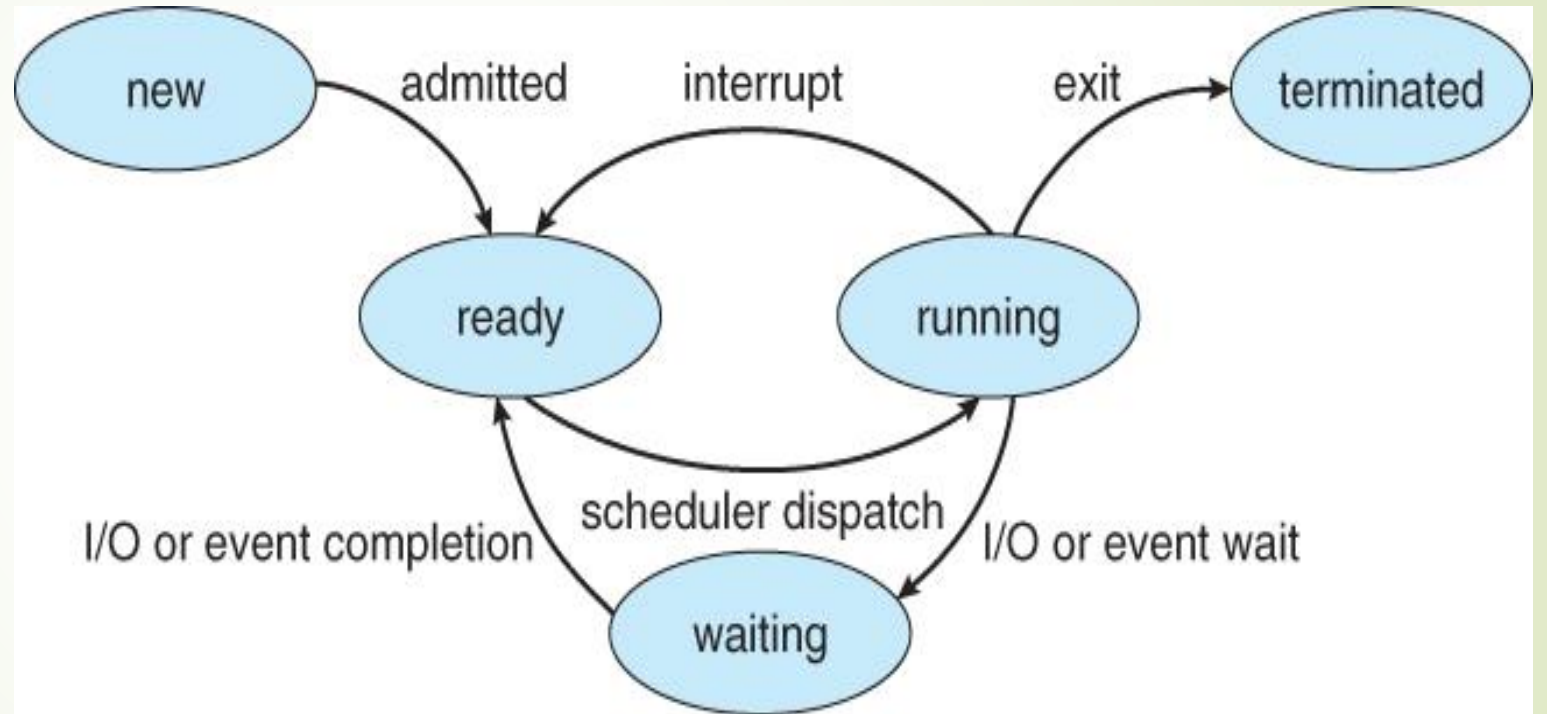 new
admitted
interrupt
exit
terminated
ready
running
scheduler dispatch
I/O or event completion
I/O or event wait
waiting